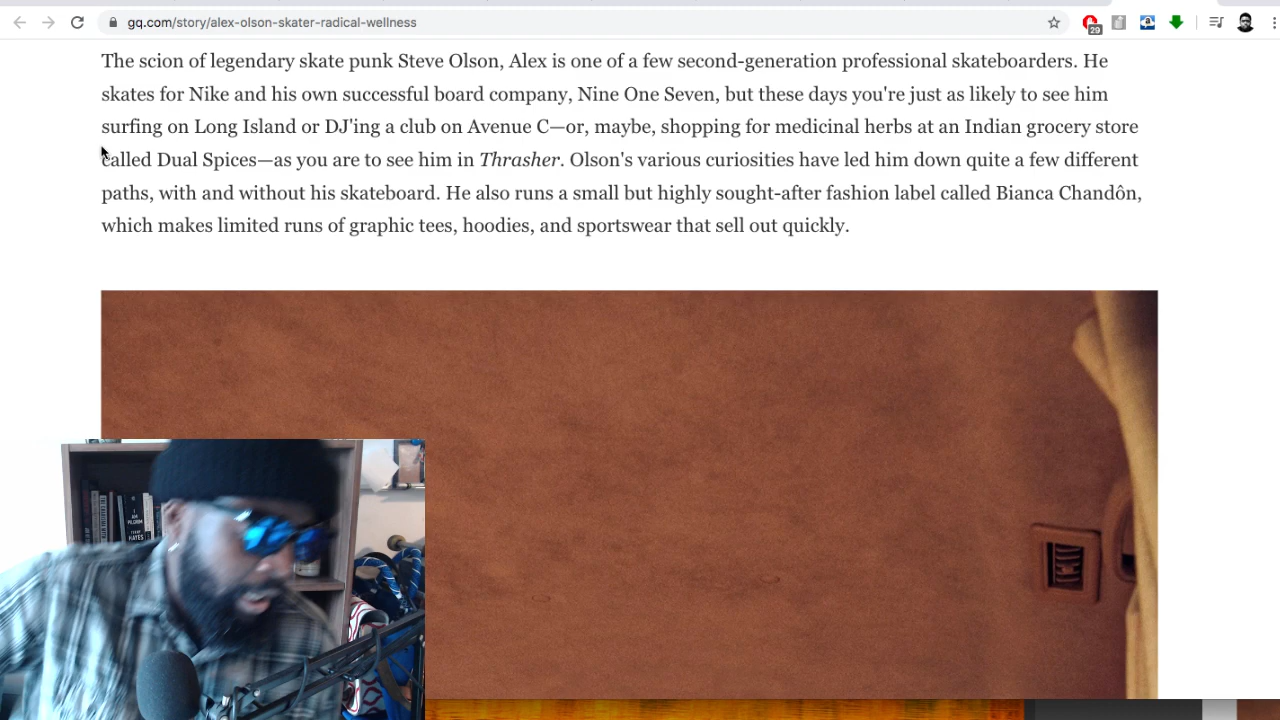 gq.com/story/alex-olson-skater-radical-wellness
29
The scion of legendary skate punk Steve Olson, Alex is one of a few second-generation professional skateboarders. He
skates for Nike and his own successful board company, Nine One Seven, but these days you're just as likely to see him
surfing on Long Island or DJ'ing a club on Avenue C—or, maybe, shopping for medicinal herbs at an Indian grocery store
called Dual Spices—as you are to see him in Thrasher. Olson's various curiosities have led him down quite a few different
paths, with and without his skateboard. He also runs a small but highly sought-after fashion label called Bianca Chandôn,
which makes limited runs of graphic tees, hoodies, and sportswear that sell out quickly.
I AM
PILGRIM
TERRY
HAYES